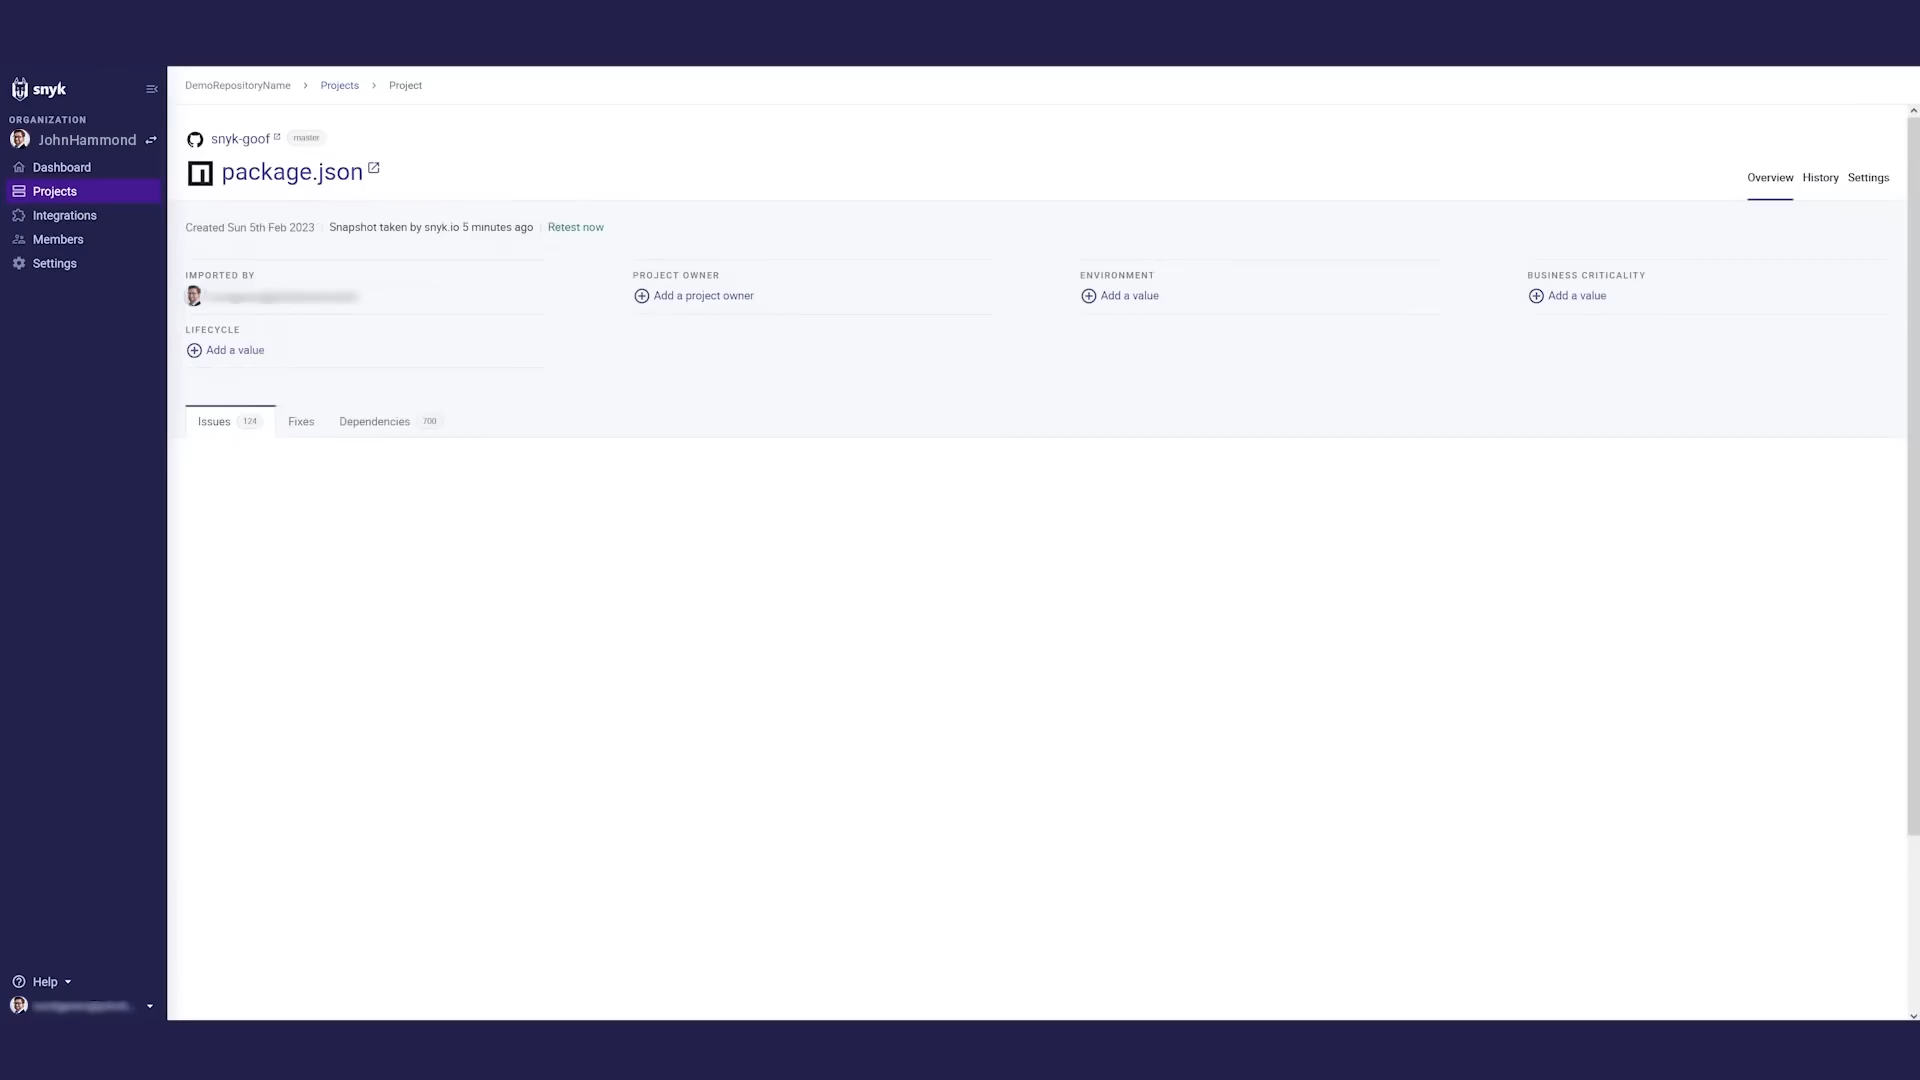 snyk
ORGANIZATION
JohnHammond
Dashboard
Projects
Integrations
Members
Settings
Help
DemoRepositoryName > Projects > Project
snyk-goof master
package.json
Overview History Settings
Created Sun 5th Feb 2023 | Snapshot taken by snyk.io 5 minutes ago | Retest now
IMPORTED BY
PROJECT OWNER
Add a project owner
ENVIRONMENT
Add a value
BUSINESS CRITICALITY
Add a value
LIFECYCLE
Add a value
Issues 124 Fixes Dependencies 700